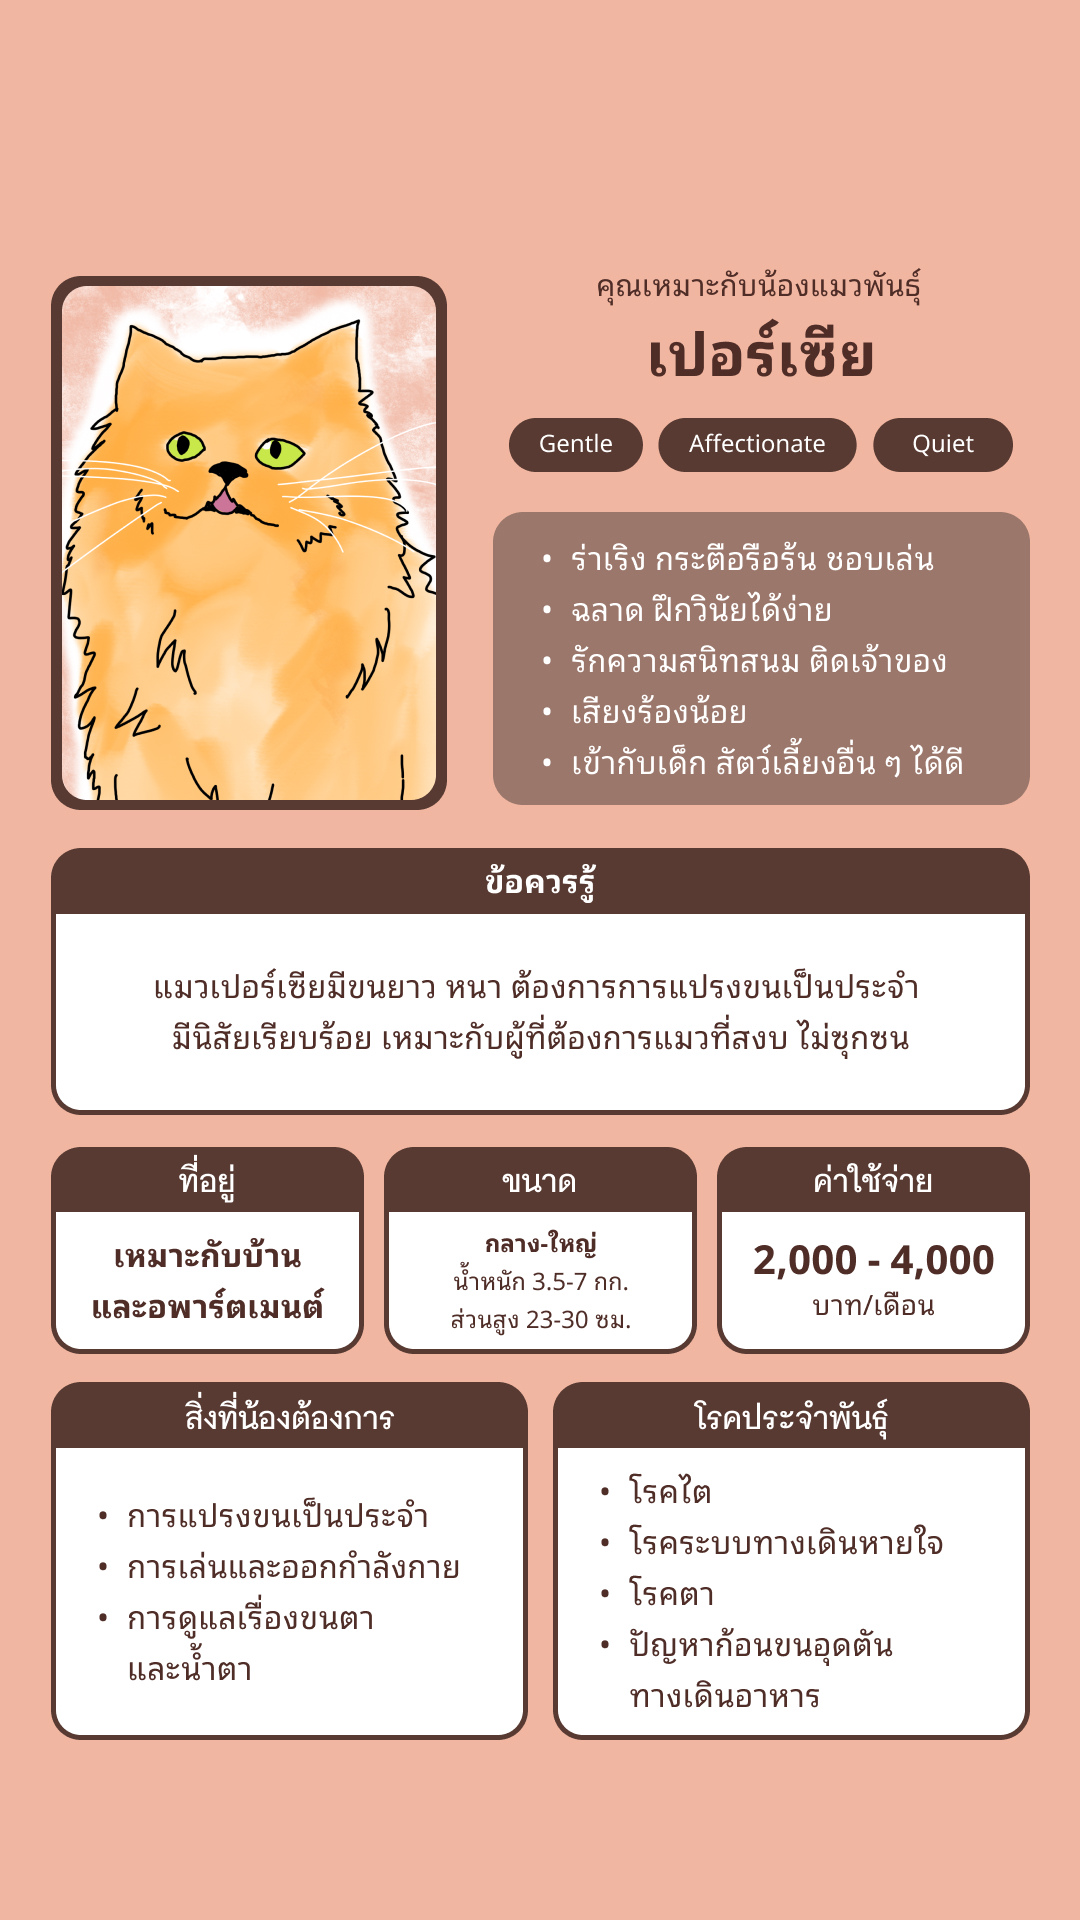 คุณเหมาะกับน้องแมวพันธุ์
เปอร์เซีย
Gentle Affectionate Quiet
• ร่าเริง กระตือรือร้น ชอบเล่น
• ฉลาด ฝึกวินัยได้ง่าย
• รักความสนิทสนม ติดเจ้าของ
• เสียงร้องน้อย
• เข้ากับเด็ก สัตว์เลี้ยงอื่น ๆ ได้ดี
ข้อควรรู้
แมวเปอร์เซียมีขนยาว หนา ต้องการการแปรงขนเป็นประจำ
มีนิสัยเรียบร้อย เหมาะกับผู้ที่ต้องการแมวที่สงบ ไม่ซุกซน
ที่อยู่
เหมาะกับบ้าน
และอพาร์ตเมนต์
ขนาด
กลาง-ใหญ่
น้ำหนัก 3.5-7 กก.
ส่วนสูง 23-30 ซม.
ค่าใช้จ่าย
2,000 - 4,000
บาท/เดือน
สิ่งที่น้องต้องการ
• การแปรงขนเป็นประจำ
• การเล่นและออกกำลังกาย
• การดูแลเรื่องขนตา
และน้ำตา
โรคประจำพันธุ์
• โรคไต
• โรคระบบทางเดินหายใจ
• โรคตา
• ปัญหาก้อนขนอุดตัน
ทางเดินอาหาร